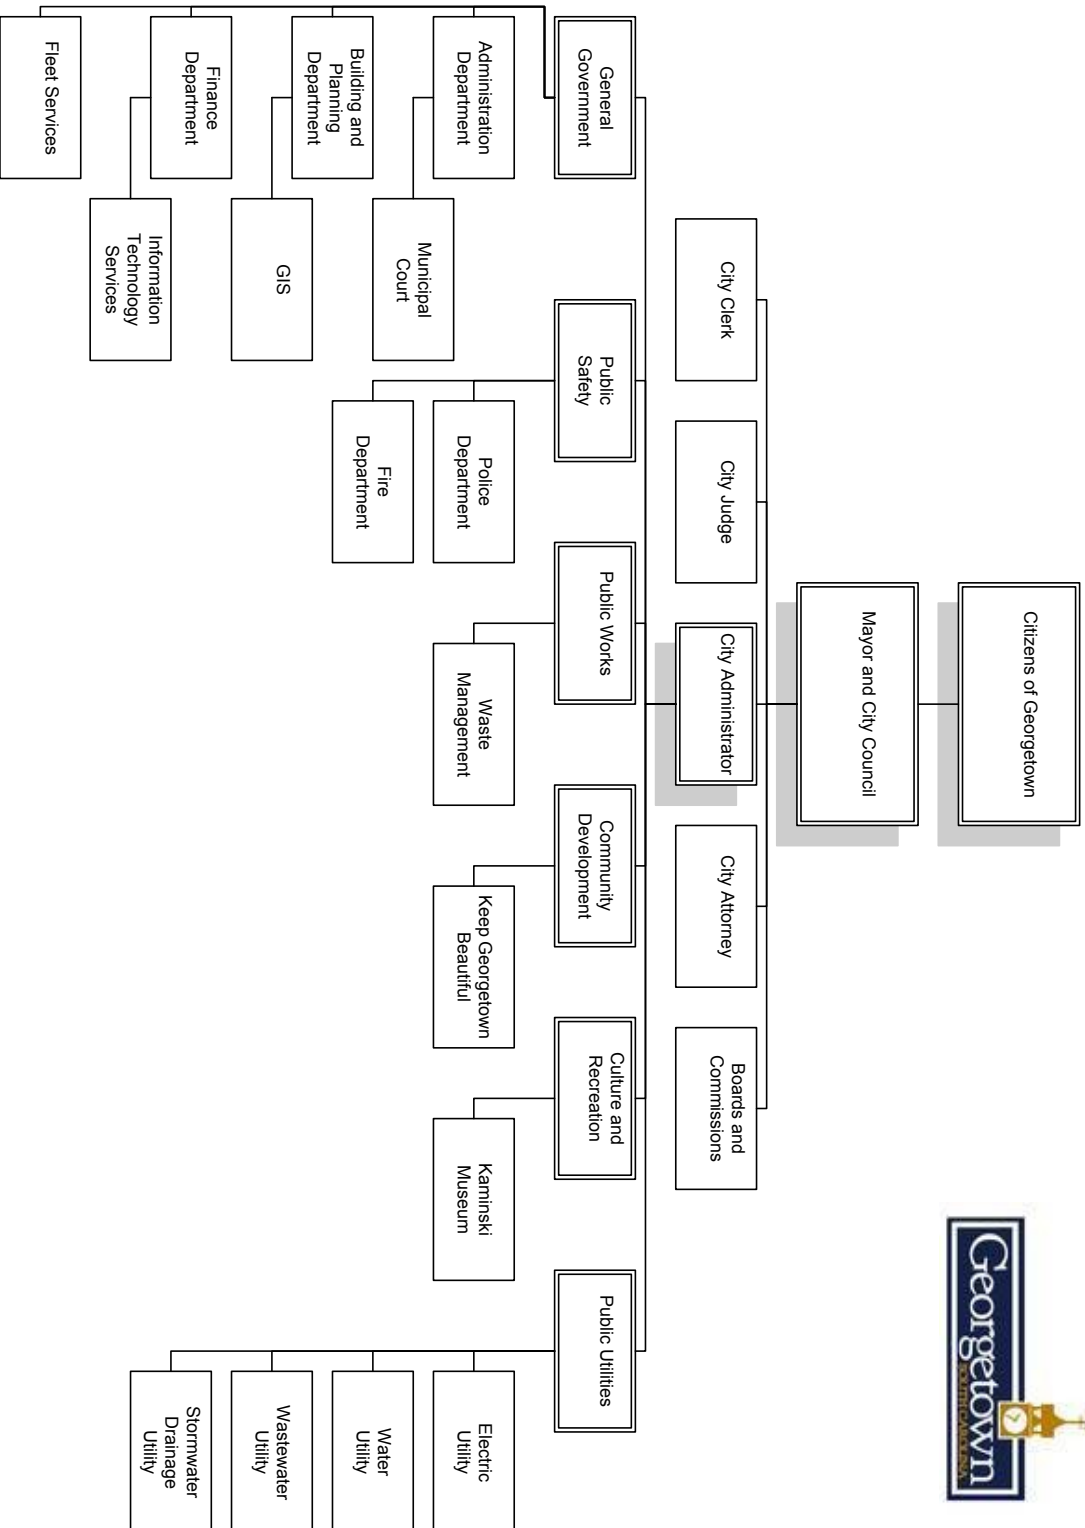 Georgetown
SOUTH CAROLINA
Citizens of Georgetown
Mayor and City Council
City Clerk
City Judge
City Administrator
City Attorney
Boards and
Commissions
General
Government
Public
Safety
Public Works
Community
Development
Culture and
Recreation
Public Utilities
Administration
Department
Municipal
Court
Building and
Planning
Department
GIS
Finance
Department
Information
Technology
Services
Fleet Services
Police
Department
Fire
Department
Waste
Management
Keep Georgetown
Beautiful
Kaminski
Museum
Electric
Utility
Water
Utility
Wastewater
Utility
Stormwater
Drainage
Utility